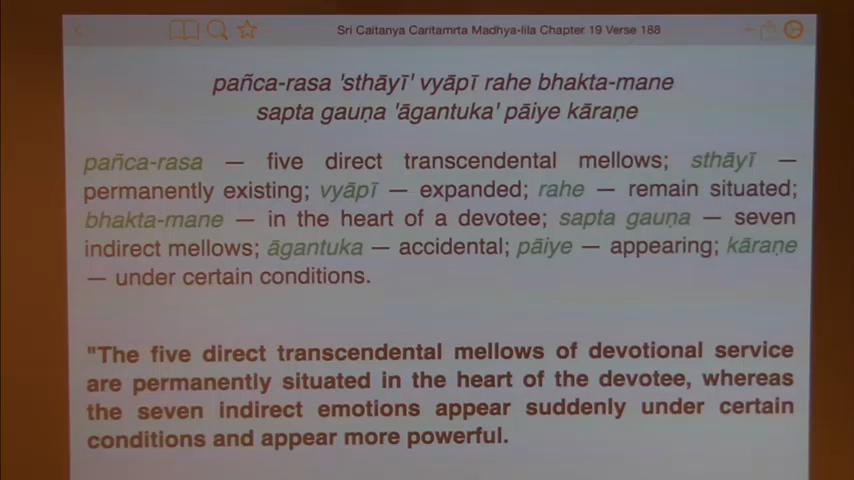 Sri Caitanya Caritamrta Madhya-lila Chapter 19 Verse 188
pañca-rasa 'sthāyī' vyāpī rahe bhakta-mane
sapta gauṇa 'āgantuka' pāiye kāraṇe
pañca-rasa — five direct transcendental mellows; sthāyī —
permanently existing; vyāpī — expanded; rahe — remain situated;
bhakta-mane — in the heart of a devotee; sapta gauṇa — seven
indirect mellows; āgantuka — accidental; pāiye — appearing; kāraṇe
— under certain conditions.
"The five direct transcendental mellows of devotional service
are permanently situated in the heart of the devotee, whereas
the seven indirect emotions appear suddenly under certain
conditions and appear more powerful.